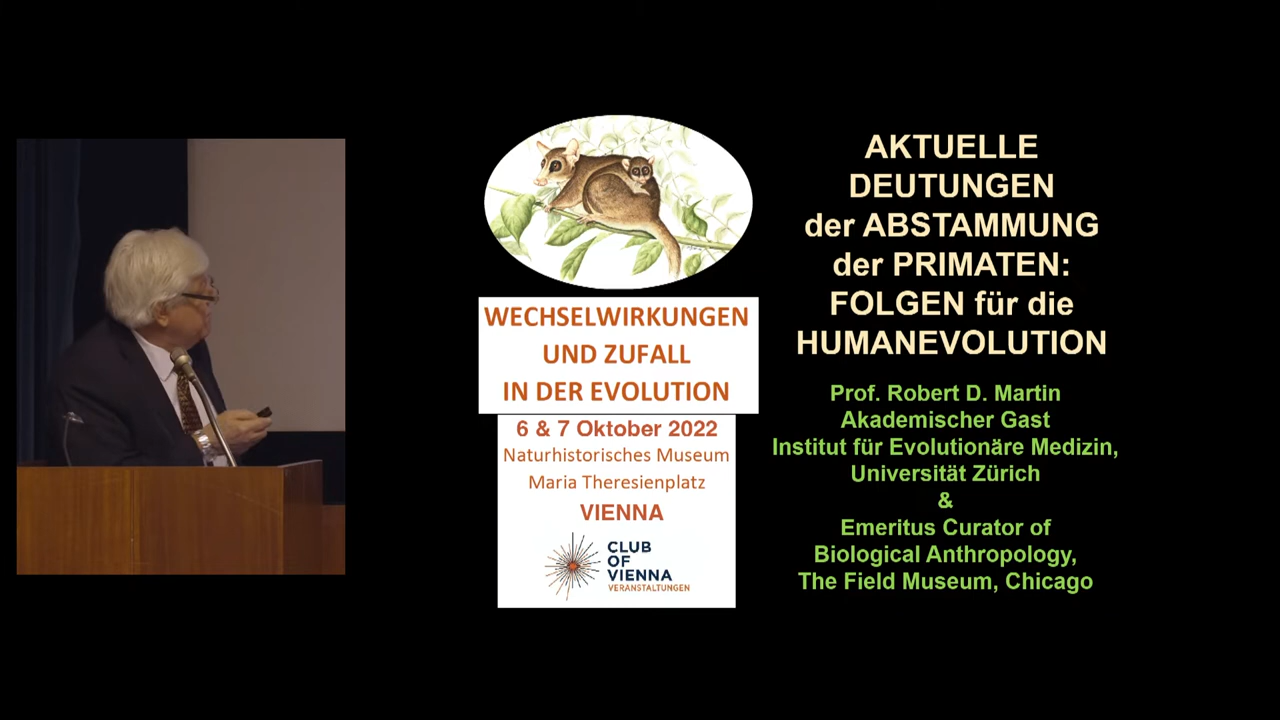 WECHSELWIRKUNGEN
UND ZUFALL
IN DER EVOLUTION
6 & 7 Oktober 2022
Naturhistorisches Museum
Maria Theresienplatz
VIENNA
CLUB
OF
VIENNA
VERANSTALTUNGEN
AKTUELLE
DEUTUNGEN
der ABSTAMMUNG
der PRIMATEN:
FOLGEN für die
HUMANEVOLUTION
Prof. Robert D. Martin
Akademischer Gast
Institut für Evolutionäre Medizin,
Universität Zürich
&
Emeritus Curator of
Biological Anthropology,
The Field Museum, Chicago